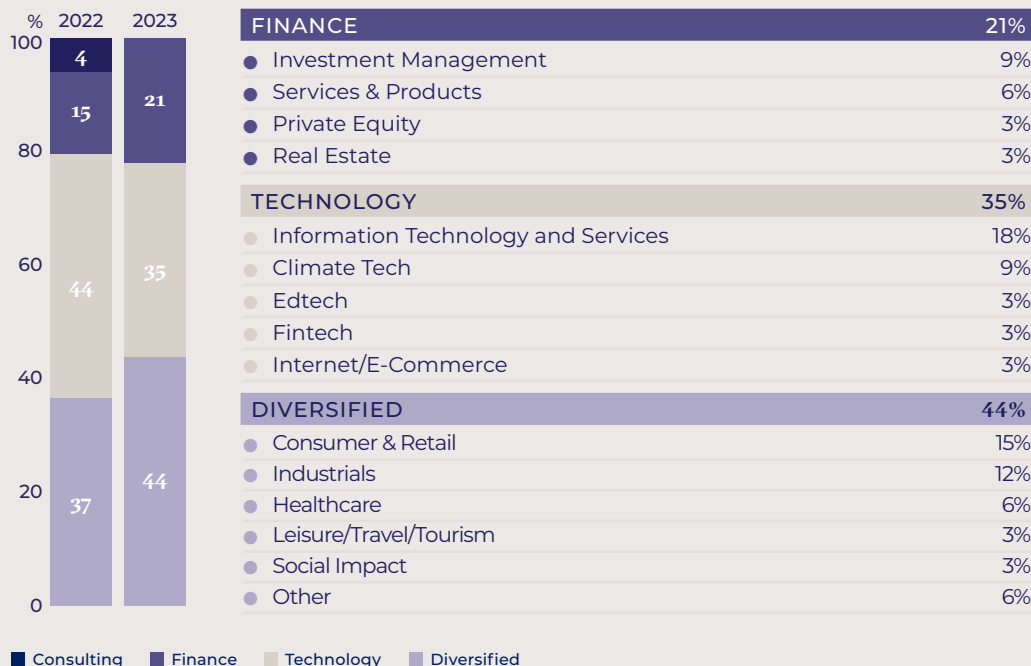 % 2022 2023
100
4
15
21
80
60
44
35
40
20
37
44
0
FINANCE 21%
Investment Management 9%
Services & Products 6%
Private Equity 3%
Real Estate 3%
TECHNOLOGY 35%
Information Technology and Services 18%
Climate Tech 9%
Edtech 3%
Fintech 3%
Internet/E-Commerce 3%
DIVERSIFIED 44%
Consumer & Retail 15%
Industrials 12%
Healthcare 6%
Leisure/Travel/Tourism 3%
Social Impact 3%
Other 6%
Consulting Finance Technology Diversified